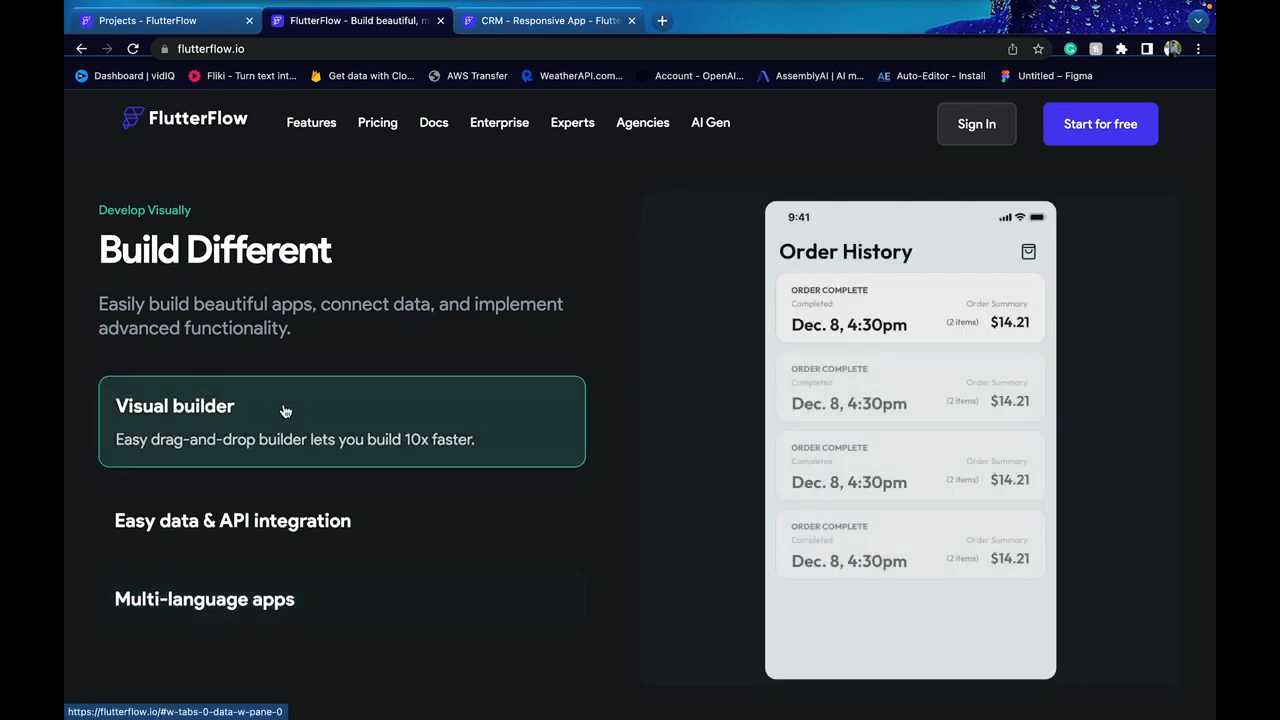 Projects - FlutterFlow
FlutterFlow - Build beautiful, m
CRM - Responsive App - Flutte
flutterflow.io
Dashboard | vidIQ
Fliki - Turn text int...
Get data with Clo...
AWS Transfer
WeatherAPI.com...
Account - OpenAI...
AssemblyAI | AI m...
AE Auto-Editor - Install
Untitled – Figma
FlutterFlow
Features
Pricing
Docs
Enterprise
Experts
Agencies
AI Gen
Sign In
Start for free
Develop Visually
Build Different
Easily build beautiful apps, connect data, and implement
advanced functionality.
Visual builder
Easy drag-and-drop builder lets you build 10x faster.
Easy data & API integration
Multi-language apps
9:41
Order History
ORDER COMPLETE
Completed
Order Summary
Dec. 8, 4:30pm
(2 items) $14.21
ORDER COMPLETE
Completed
Order Summary
Dec. 8, 4:30pm
(2 items) $14.21
ORDER COMPLETE
Completed
Order Summary
Dec. 8, 4:30pm
(2 items) $14.21
ORDER COMPLETE
Completed
Order Summary
Dec. 8, 4:30pm
(2 items) $14.21
https://flutterflow.io/#w-tabs-0-data-w-pane-0